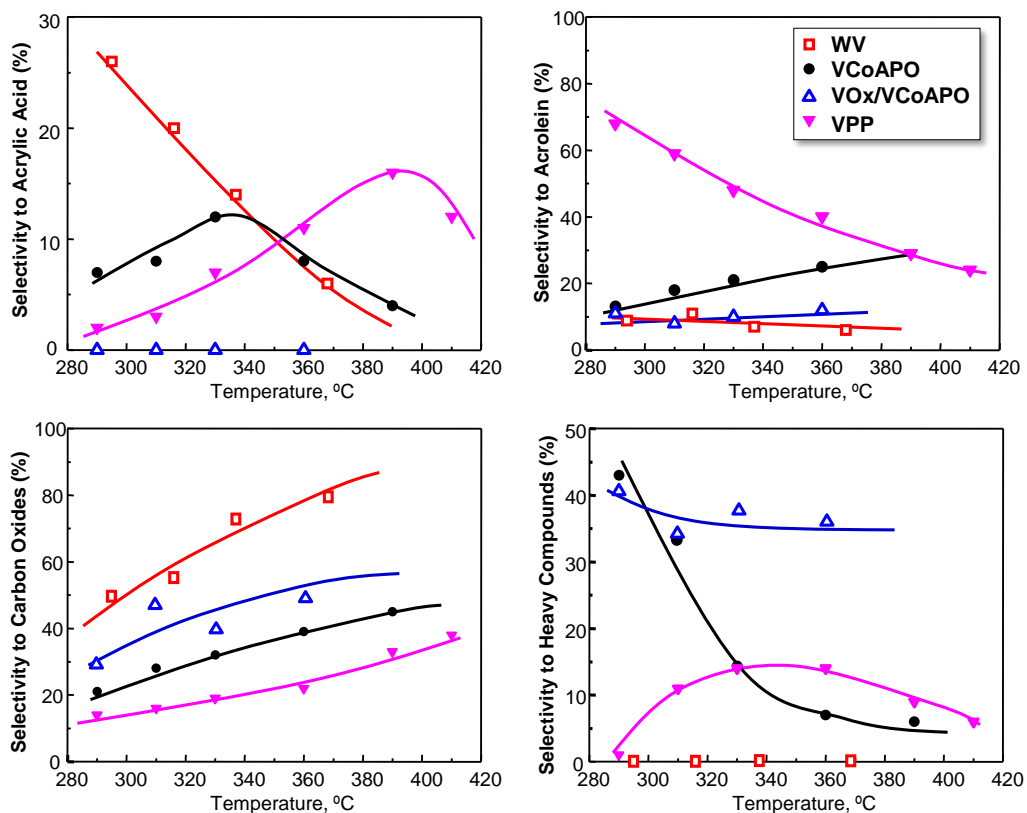 Selectivity to Acrylic Acid (%)
30
20
10
0
280 300 320 340 360 380 400 420
Temperature, ºC
Selectivity to Acrolein (%)
100
80
60
40
20
0
280 300 320 340 360 380 400 420
Temperature, ºC
WV
VCoAPO
VOx/VCoAPO
VPP
Selectivity to Carbon Oxides (%)
100
80
60
40
20
0
280 300 320 340 360 380 400 420
Temperature, ºC
Selectivity to Heavy Compounds (%)
50
40
30
20
10
0
280 300 320 340 360 380 400 420
Temperature, ºC